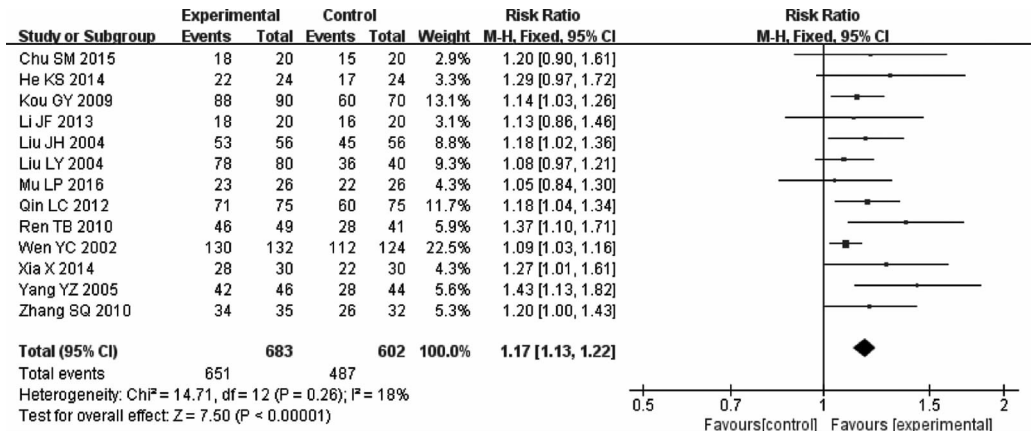 Experimental Control Risk Ratio Risk Ratio
Study or Subgroup Events Total Events Total Weight M-H, Fixed, 95% CI M-H, Fixed, 95% CI
Chu SM 2015 18 20 15 20 2.9% 1.20 [0.90, 1.61]
He KS 2014 22 24 17 24 3.3% 1.29 [0.97, 1.72]
Kou GY 2009 88 90 60 70 13.1% 1.14 [1.03, 1.26]
Li JF 2013 18 20 16 20 3.1% 1.13 [0.86, 1.46]
Liu JH 2004 53 56 45 56 8.8% 1.18 [1.02, 1.36]
Liu LY 2004 78 80 36 40 9.3% 1.08 [0.97, 1.21]
Mu LP 2016 23 26 22 26 4.3% 1.05 [0.84, 1.30]
Qin LC 2012 71 75 60 75 11.7% 1.18 [1.04, 1.34]
Ren TB 2010 46 49 28 41 5.9% 1.37 [1.10, 1.71]
Wen YC 2002 130 132 112 124 22.5% 1.09 [1.03, 1.16]
Xia X 2014 28 30 22 30 4.3% 1.27 [1.01, 1.61]
Yang YZ 2005 42 46 28 44 5.6% 1.43 [1.13, 1.82]
Zhang SQ 2010 34 35 26 32 5.3% 1.20 [1.00, 1.43]
Total (95% CI) 683 602 100.0% 1.17 [1.13, 1.22]
Total events 651 487
Heterogeneity: Chi² = 14.71, df = 12 (P = 0.26); I² = 18%
Test for overall effect: Z = 7.50 (P < 0.00001)
0.5 0.7 1 1.5 2
Favours[control] Favours [experimental]